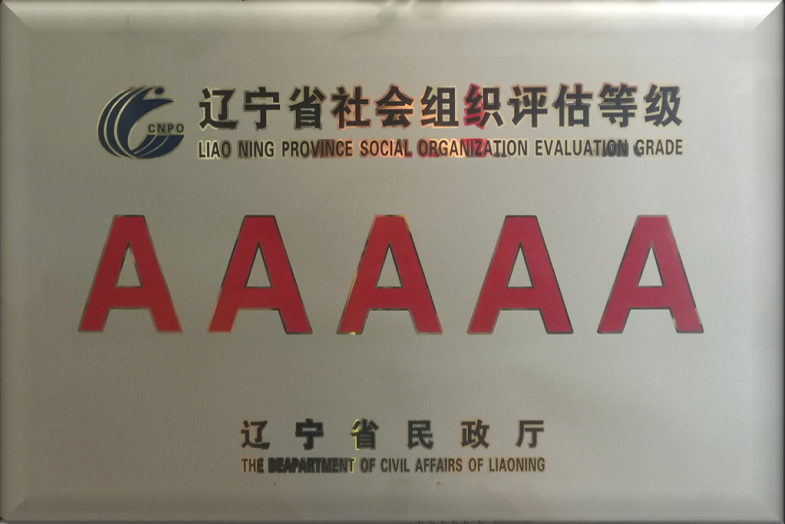 CNPO
辽宁省社会组织评估等级
LIAO NING PROVINCE SOCIAL ORGANIZATION EVALUATION GRADE
AAAAA
辽宁省民政厅
THE DEAPARTMENT OF CIVIL AFFAIRS OF LIAONING